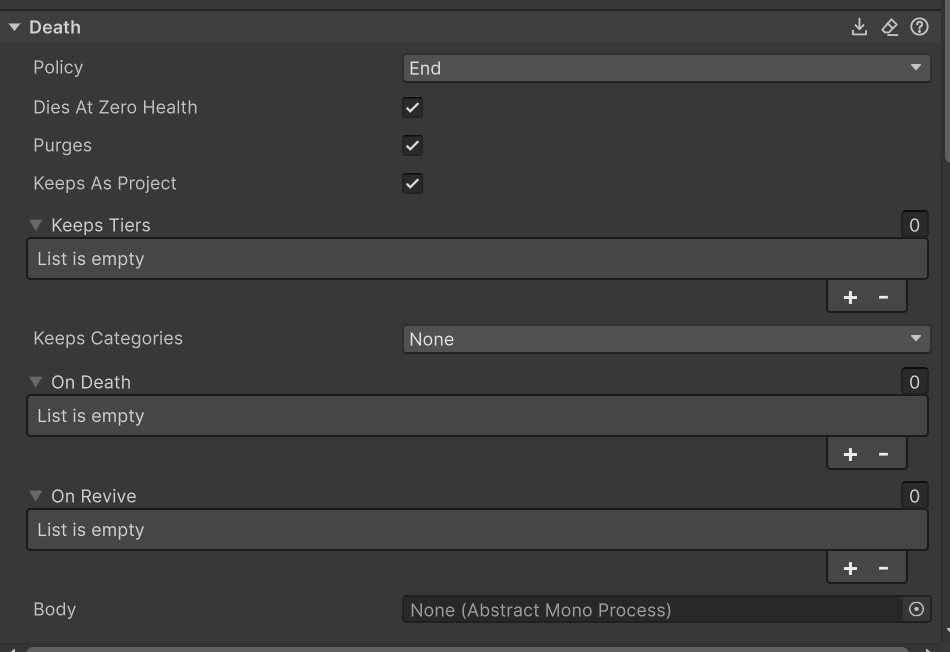 Death
Policy
End
Dies At Zero Health
Purges
Keeps As Project
Keeps Tiers
0
List is empty
+ -
Keeps Categories
None
On Death
0
List is empty
+ -
On Revive
0
List is empty
+ -
Body
None (Abstract Mono Process)